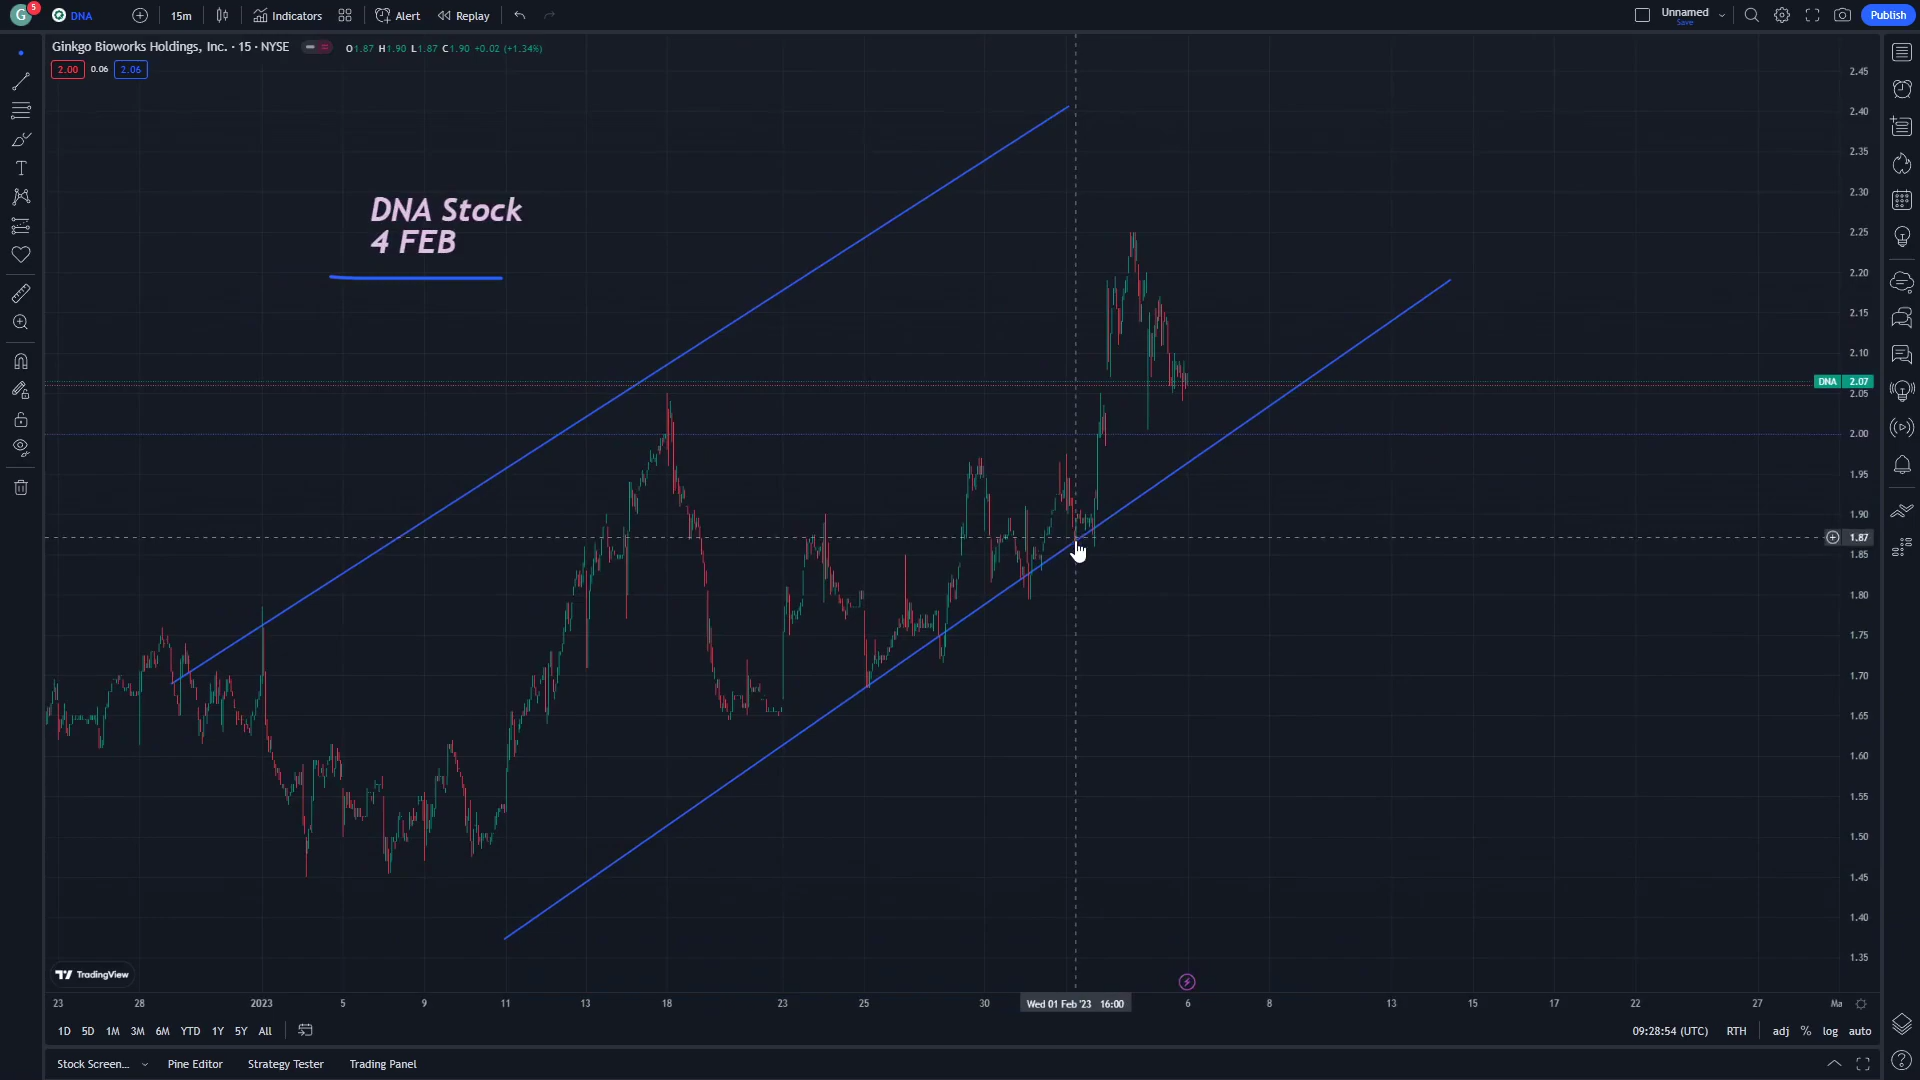 G 5 DNA 15m Indicators Alert Replay Unnamed Save Publish
Ginkgo Bioworks Holdings, Inc. · 15 · NYSE O1.87 H1.90 L1.87 C1.90 +0.02 (+1.34%)
2.00 0.06 2.06
DNA Stock
4 FEB
2.45
2.40
2.35
2.30
2.25
2.20
2.15
2.10
DNA 2.07
2.05
2.00
1.95
1.90
1.87
1.85
1.80
1.75
1.70
1.65
1.60
1.55
1.50
1.45
1.40
1.35
TradingView
23 28 2023 5 9 11 13 18 23 25 30 Wed 01 Feb '23 16:00 6 8 13 15 17 22 27 Ma
1D 5D 1M 3M 6M YTD 1Y 5Y All 09:28:54 (UTC) RTH adj % log auto
Stock Screen... Pine Editor Strategy Tester Trading Panel